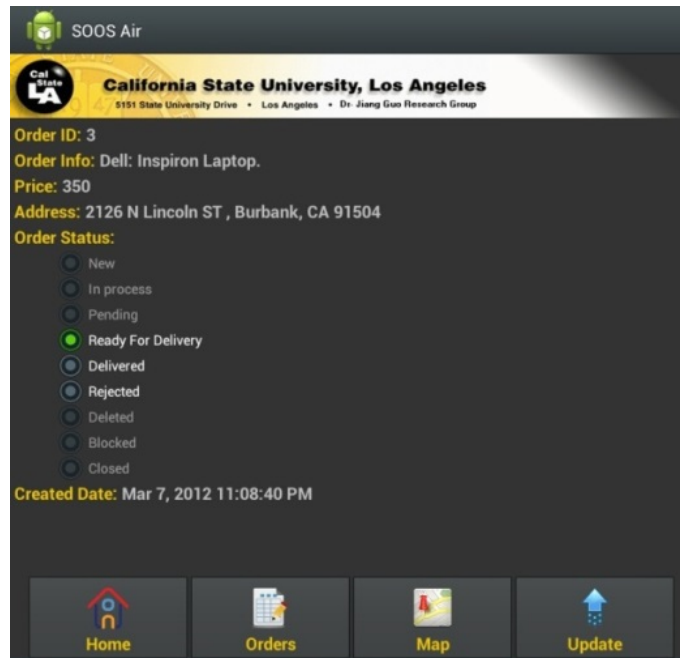 SOOS Air
Cal State LA
California State University, Los Angeles
5151 State University Drive • Los Angeles • Dr. Jiang Guo Research Group
Order ID: 3
Order Info: Dell: Inspiron Laptop.
Price: 350
Address: 2126 N Lincoln ST , Burbank, CA 91504
Order Status:
New
In process
Pending
Ready For Delivery
Delivered
Rejected
Deleted
Blocked
Closed
Created Date: Mar 7, 2012 11:08:40 PM
Home Orders Map Update